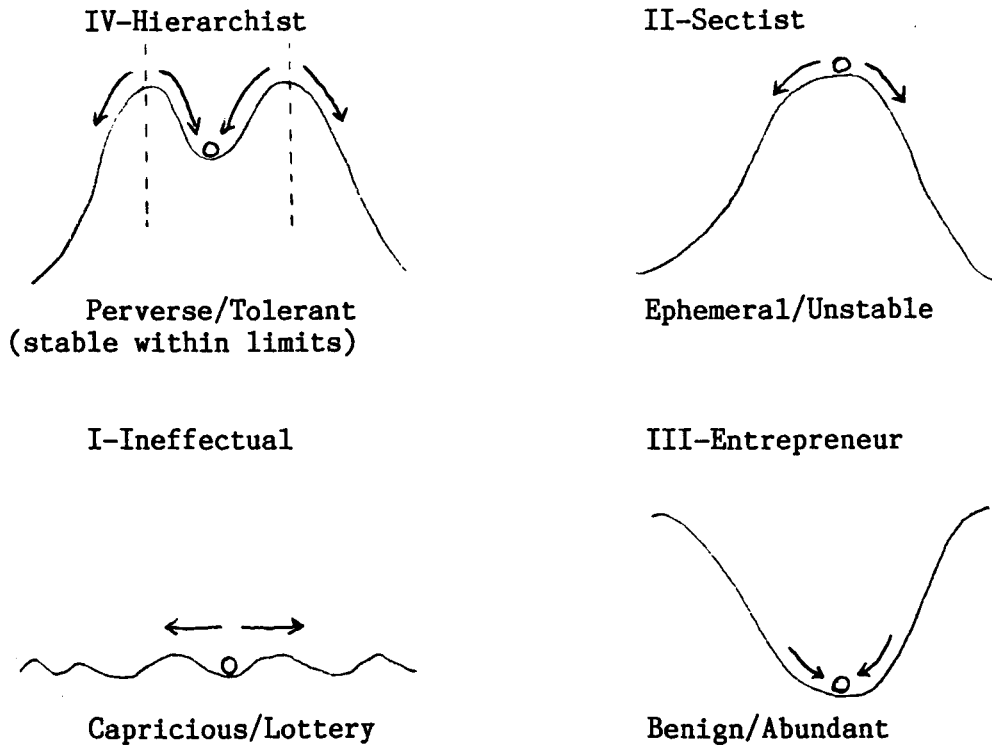 IV-Hierarchist
II-Sectist
Perverse/Tolerant
(stable within limits)
Ephemeral/Unstable
I-Ineffectual
III-Entrepreneur
Capricious/Lottery
Benign/Abundant